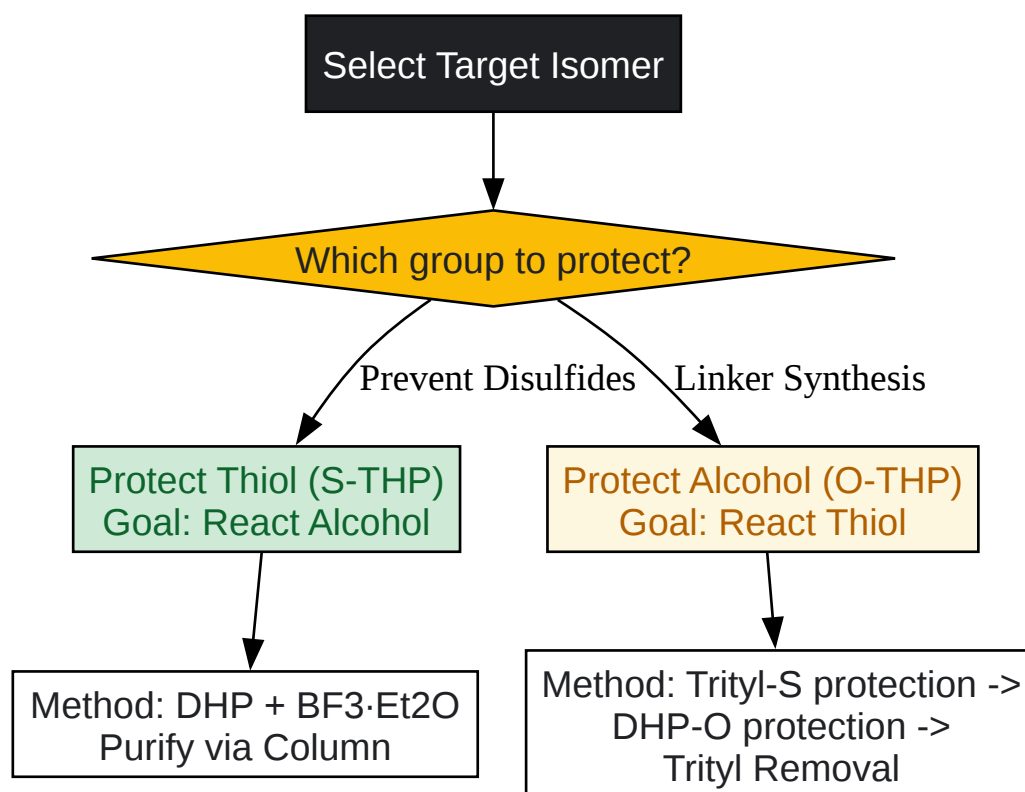 Select Target Isomer
Which group to protect?
Prevent Disulfides
Linker Synthesis
Protect Thiol (S-THP)
Goal: React Alcohol
Protect Alcohol (O-THP)
Goal: React Thiol
Method: DHP + BF3·Et2O
Purify via Column
Method: Trityl-S protection ->
DHP-O protection ->
Trityl Removal